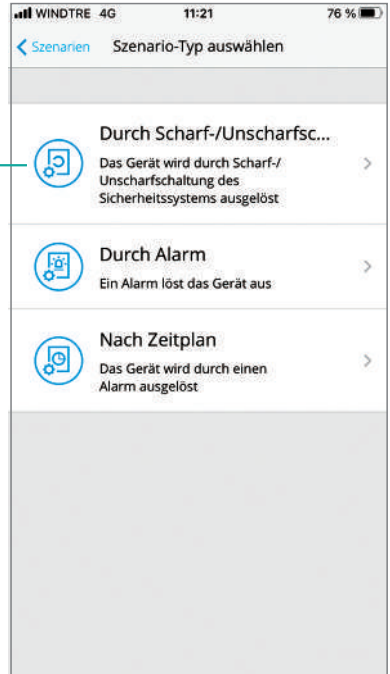 WINDTRE 4G 11:21 76 %
Szenarien Szenario-Typ auswählen
Durch Scharf-/Unscharfsc...
Das Gerät wird durch Scharf-/
Unscharfschaltung des
Sicherheitssystems ausgelöst
Durch Alarm
Ein Alarm löst das Gerät aus
Nach Zeitplan
Das Gerät wird durch einen
Alarm ausgelöst